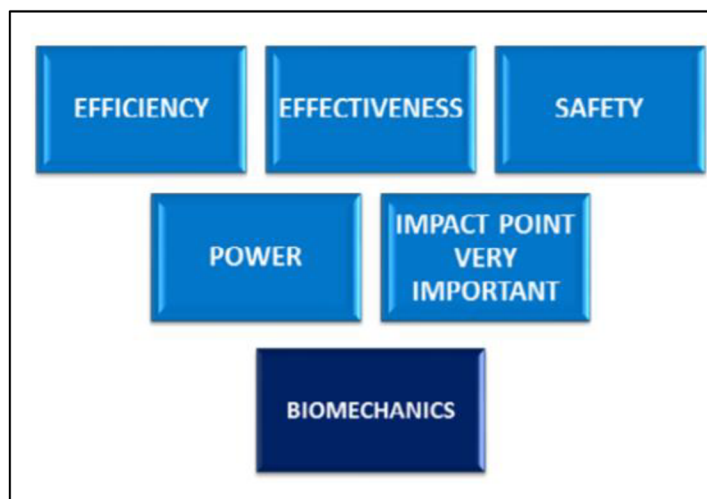 EFFICIENCY
EFFECTIVENESS
SAFETY
POWER
IMPACT POINT
VERY
IMPORTANT
BIOMECHANICS